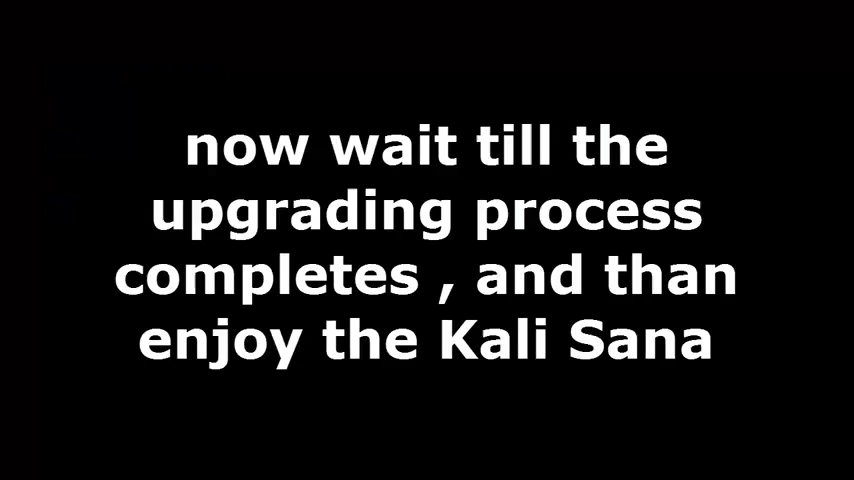 now wait till the
upgrading process
completes , and than
enjoy the Kali Sana